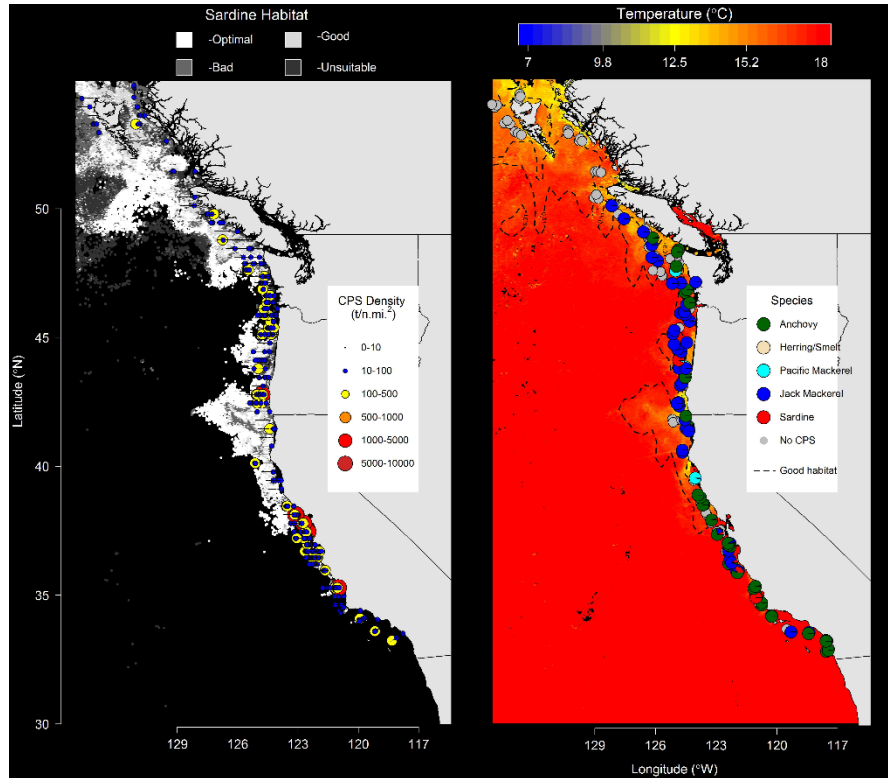 Sardine Habitat
-Optimal -Good
-Bad -Unsuitable
Temperature (°C)
7 9.8 12.5 15.2 18
50
45
40
35
30
Latitude (°N)
CPS Density
(t/n.mi.²)
0-10
10-100
100-500
500-1000
1000-5000
5000-10000
Species
Anchovy
Herring/Smelt
Pacific Mackerel
Jack Mackerel
Sardine
No CPS
Good habitat
129 126 123 120 117
129 126 123 120 117
Longitude (°W)